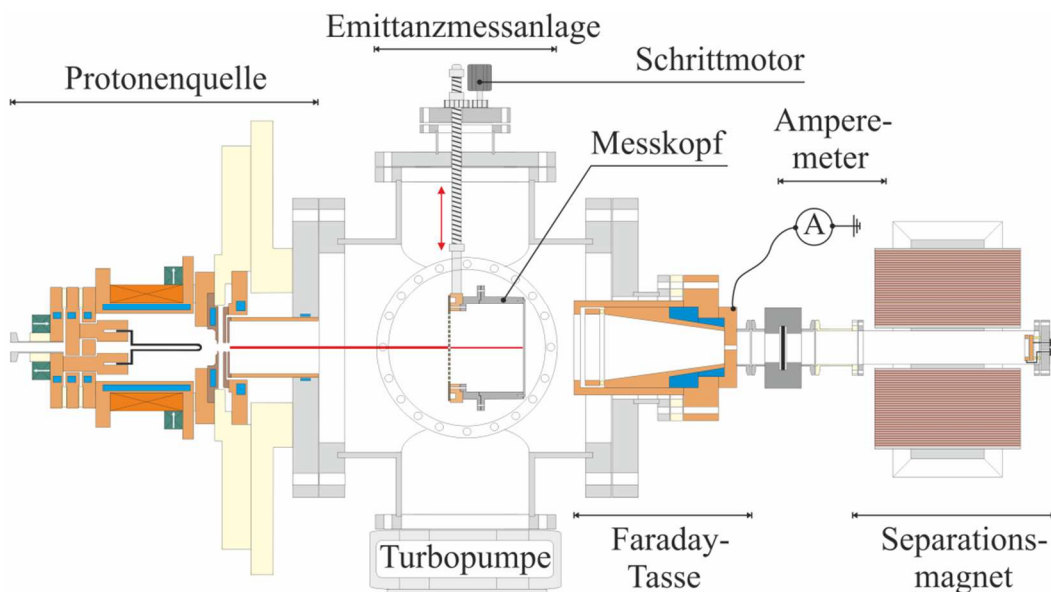 Emittanzmessanlage
Protonenquelle
Schrittmotor
Messkopf
Ampere-
meter
A
Turbopumpe
Faraday-
Tasse
Separations-
magnet